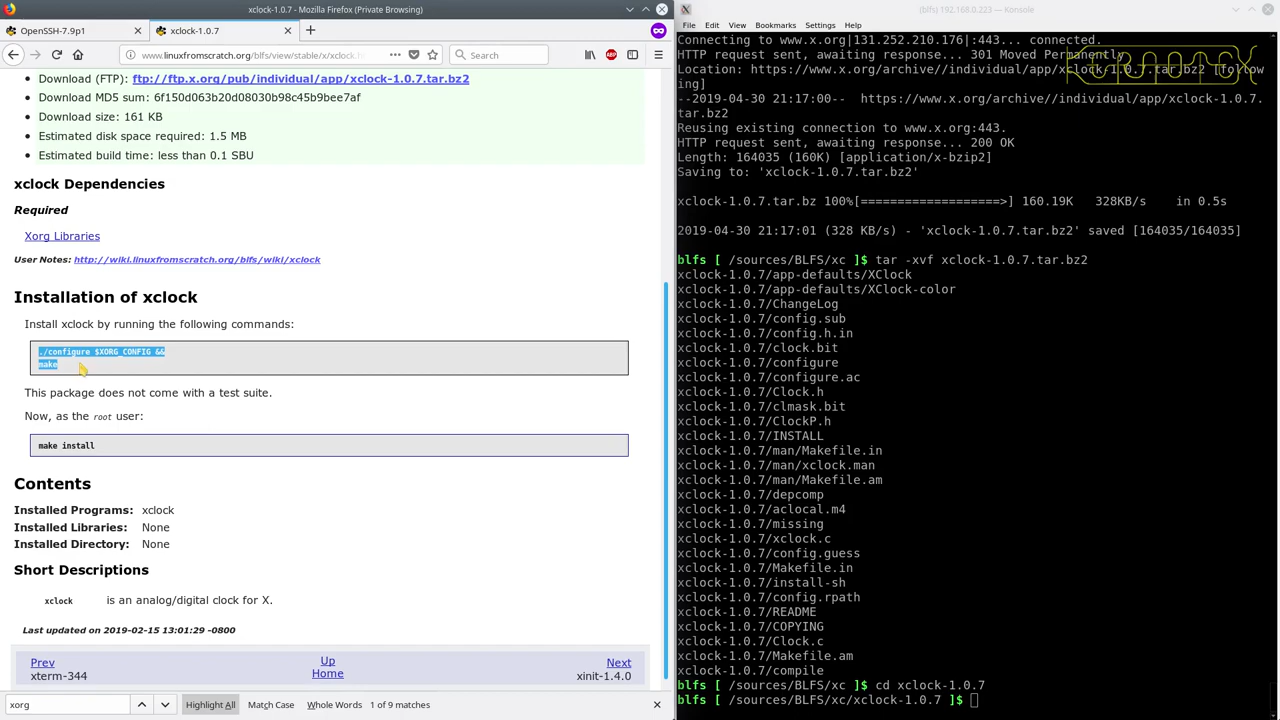 xclock-1.0.7 - Mozilla Firefox (Private Browsing)
OpenSSH-7.9p1
xclock-1.0.7
www.linuxfromscratch.org/blfs/view/stable/x/xclock.h
Search
Download (FTP): ftp://ftp.x.org/pub/individual/app/xclock-1.0.7.tar.bz2
Download MD5 sum: 6f150d063b20d08030b98c45b9bee7af
Download size: 161 KB
Estimated disk space required: 1.5 MB
Estimated build time: less than 0.1 SBU
xclock Dependencies
Required
Xorg Libraries
User Notes: http://wiki.linuxfromscratch.org/blfs/wiki/xclock
Installation of xclock
Install xclock by running the following commands:
./configure $XORG_CONFIG &&
make
This package does not come with a test suite.
Now, as the root user:
make install
Contents
Installed Programs: xclock
Installed Libraries: None
Installed Directory: None
Short Descriptions
xclock is an analog/digital clock for X.
Last updated on 2019-02-15 13:01:29 -0800
Prev
xterm-344
Up
Home
Next
xinit-1.4.0
xorg
Highlight All
Match Case
Whole Words
1 of 9 matches
(blfs) 192.168.0.223 — Konsole
File Edit View Bookmarks Settings Help
Connecting to www.x.org|131.252.210.176|:443... connected.
HTTP request sent, awaiting response... 301 Moved Permanently
Location: https://www.x.org/archive//individual/app/xclock-1.0.7.tar.bz2 [follow
ing]
--2019-04-30 21:17:00-- https://www.x.org/archive//individual/app/xclock-1.0.7.
tar.bz2
Reusing existing connection to www.x.org:443.
HTTP request sent, awaiting response... 200 OK
Length: 164035 (160K) [application/x-bzip2]
Saving to: 'xclock-1.0.7.tar.bz2'
xclock-1.0.7.tar.bz 100%[===================>] 160.19K 328KB/s in 0.5s
2019-04-30 21:17:01 (328 KB/s) - 'xclock-1.0.7.tar.bz2' saved [164035/164035]
blfs [ /sources/BLFS/xc ]$ tar -xvf xclock-1.0.7.tar.bz2
xclock-1.0.7/app-defaults/XClock
xclock-1.0.7/app-defaults/XClock-color
xclock-1.0.7/ChangeLog
xclock-1.0.7/config.sub
xclock-1.0.7/config.h.in
xclock-1.0.7/clock.bit
xclock-1.0.7/configure
xclock-1.0.7/configure.ac
xclock-1.0.7/Clock.h
xclock-1.0.7/clmask.bit
xclock-1.0.7/ClockP.h
xclock-1.0.7/INSTALL
xclock-1.0.7/man/Makefile.in
xclock-1.0.7/man/xclock.man
xclock-1.0.7/man/Makefile.am
xclock-1.0.7/depcomp
xclock-1.0.7/aclocal.m4
xclock-1.0.7/missing
xclock-1.0.7/xclock.c
xclock-1.0.7/config.guess
xclock-1.0.7/Makefile.in
xclock-1.0.7/install-sh
xclock-1.0.7/config.rpath
xclock-1.0.7/README
xclock-1.0.7/COPYING
xclock-1.0.7/Clock.c
xclock-1.0.7/Makefile.am
xclock-1.0.7/compile
blfs [ /sources/BLFS/xc ]$ cd xclock-1.0.7
blfs [ /sources/BLFS/xc/xclock-1.0.7 ]$